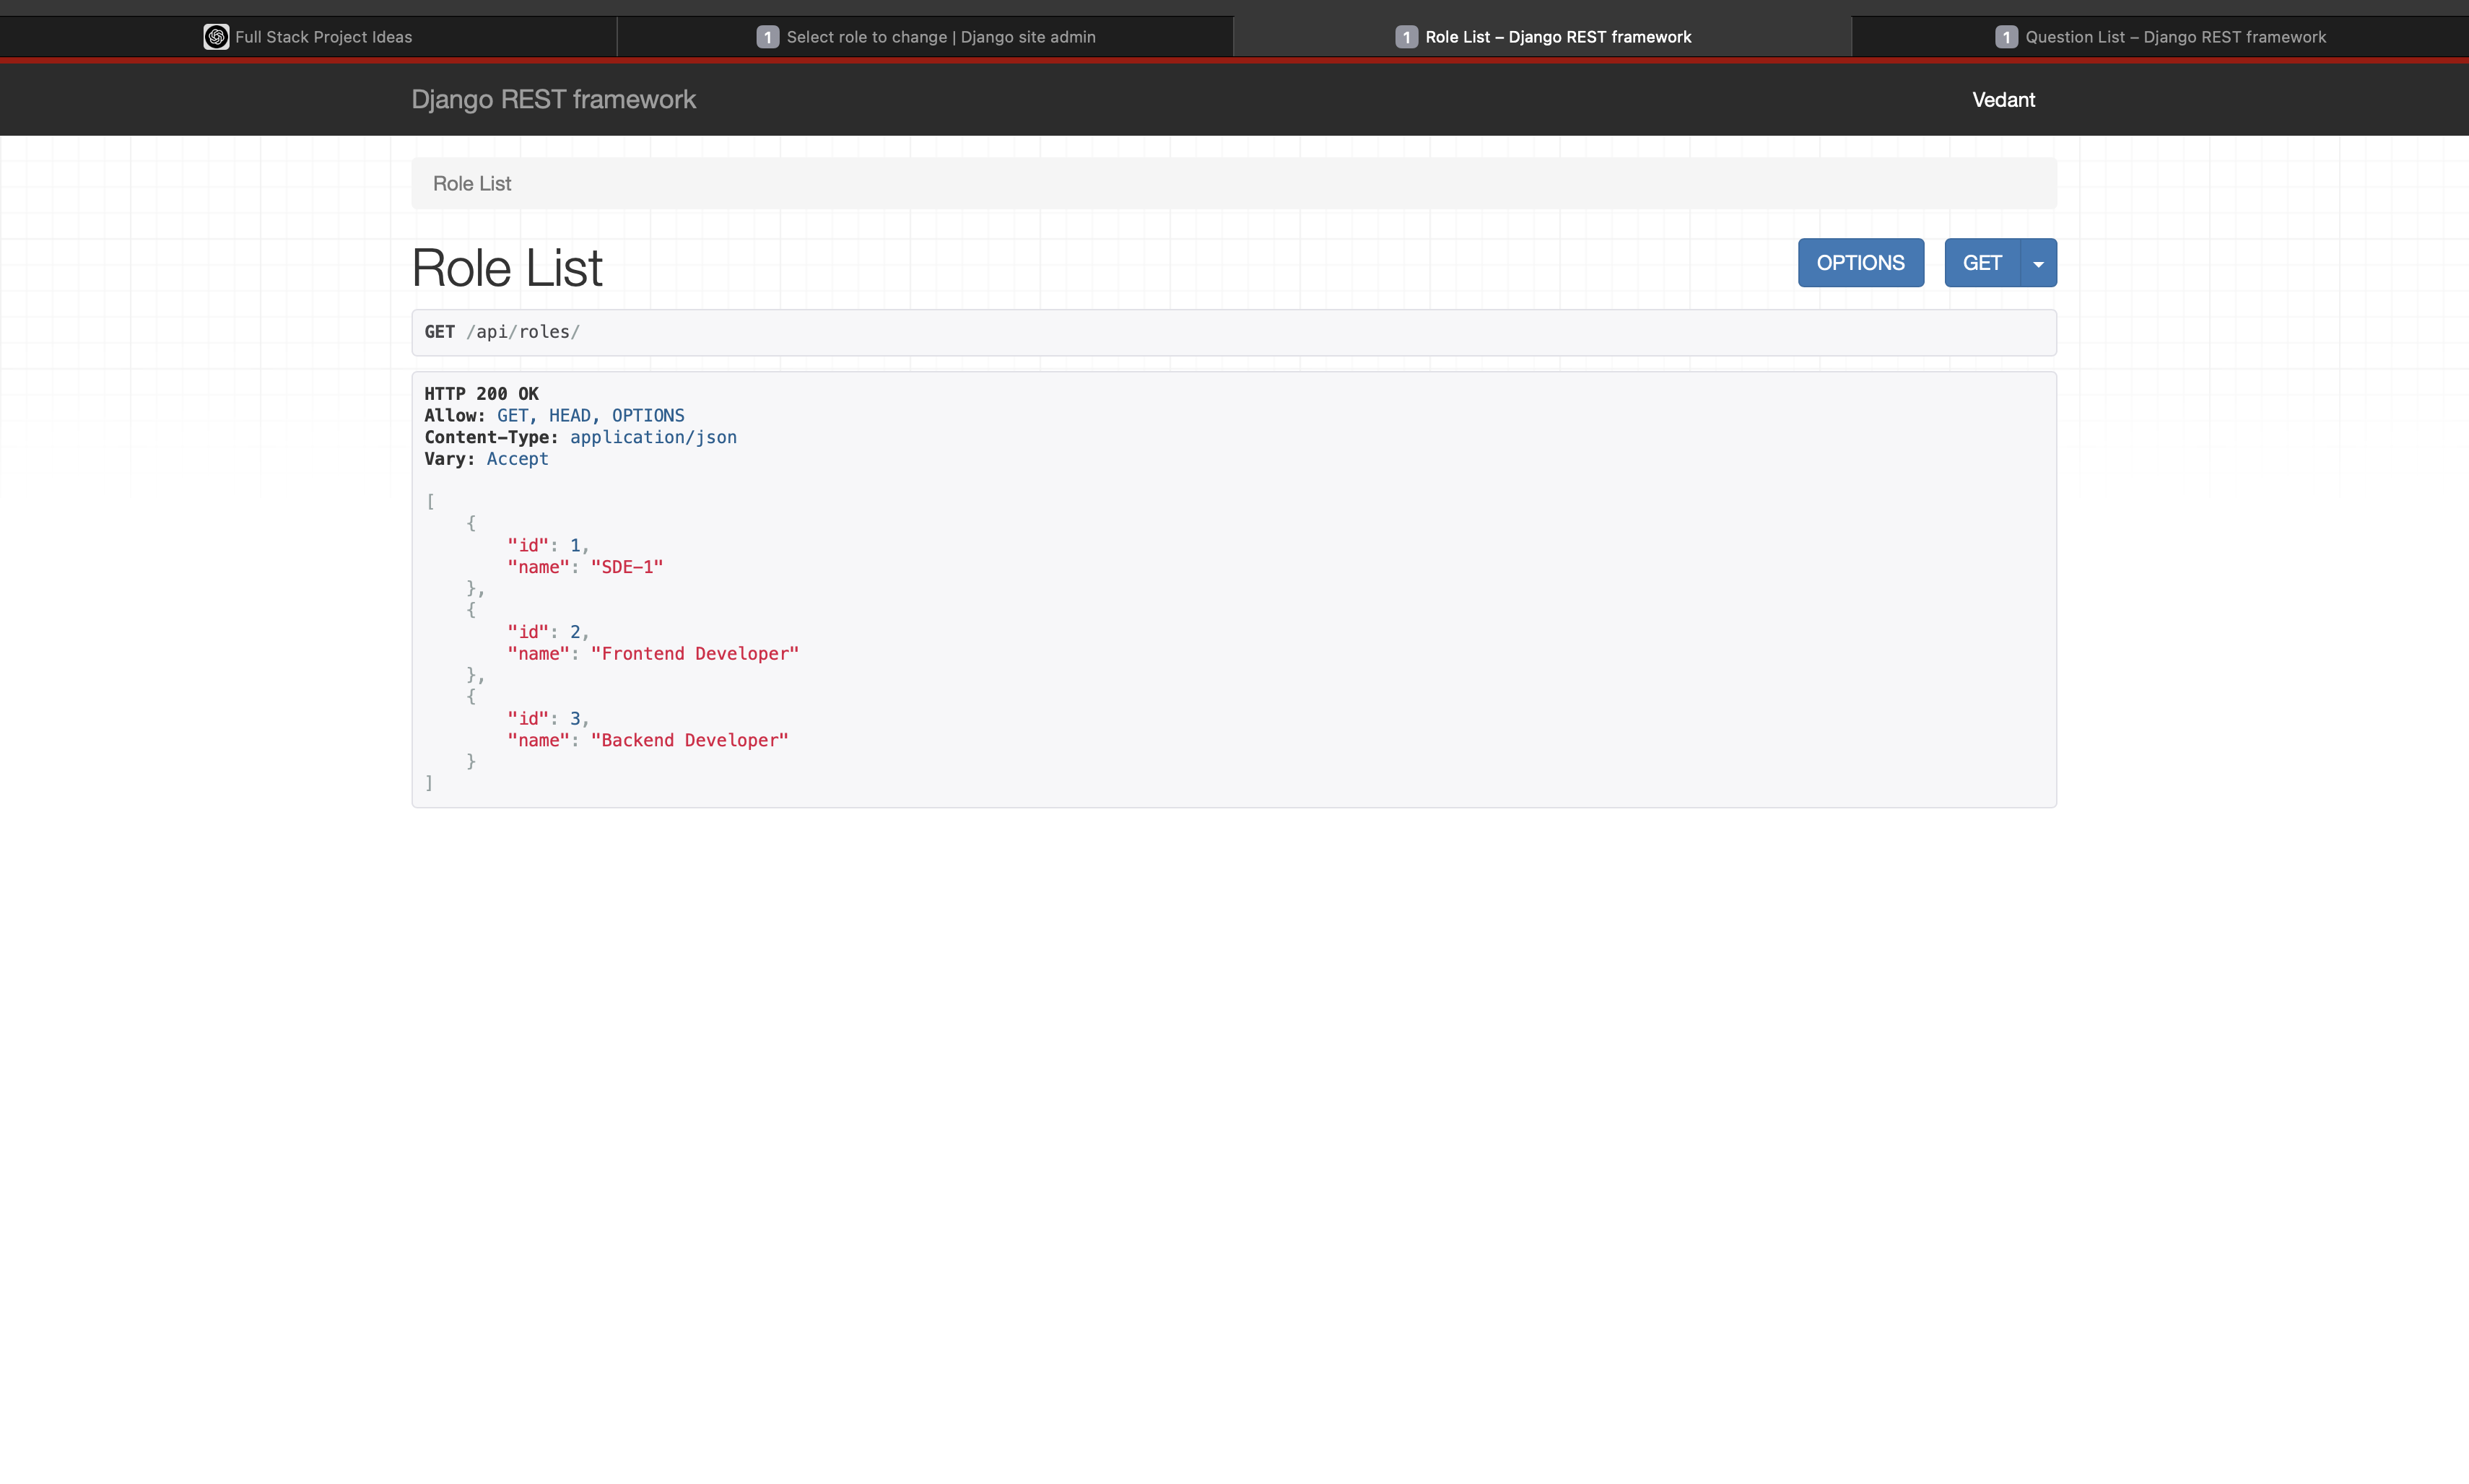 Full Stack Project Ideas
1 Select role to change | Django site admin
1 Role List – Django REST framework
1 Question List – Django REST framework
Django REST framework
Vedant
Role List
Role List
OPTIONS
GET
GET /api/roles/
HTTP 200 OK
Allow: GET, HEAD, OPTIONS
Content-Type: application/json
Vary: Accept
[
    {
        "id": 1,
        "name": "SDE-1"
    },
    {
        "id": 2,
        "name": "Frontend Developer"
    },
    {
        "id": 3,
        "name": "Backend Developer"
    }
]